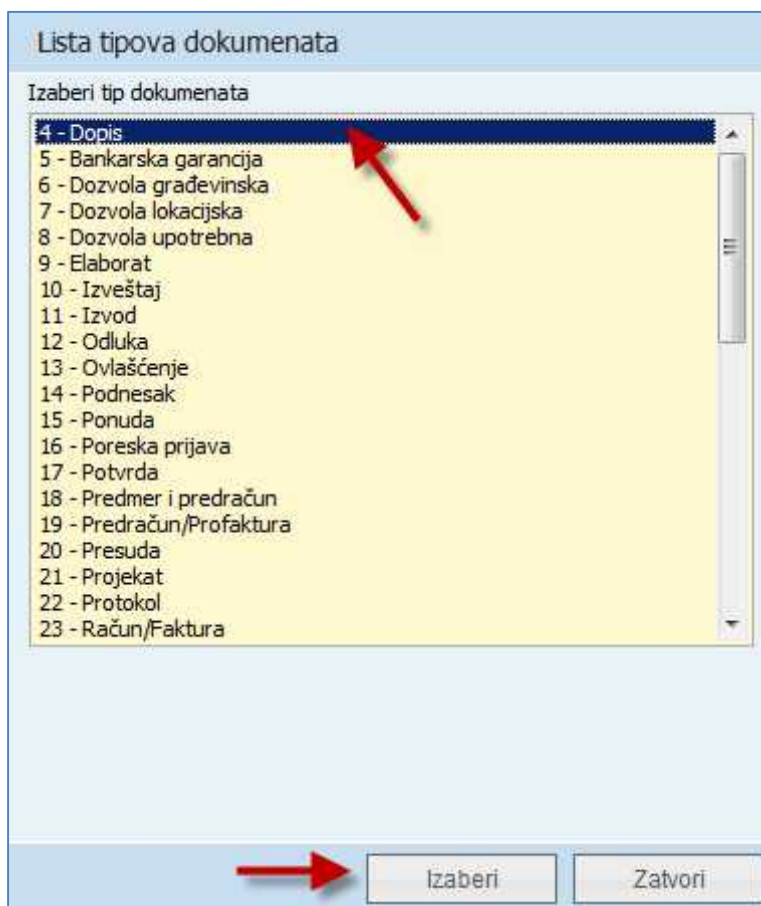 Lista tipova dokumenata
Izaberi tip dokumenata
4 - Dopis
5 - Bankarska garancija
6 - Dozvola građevinska
7 - Dozvola lokacijska
8 - Dozvola upotrebna
9 - Elaborat
10 - Izveštaj
11 - Izvod
12 - Odluka
13 - Ovlašćenje
14 - Podnesak
15 - Ponuda
16 - Poreska prijava
17 - Potvrda
18 - Predmer i predračun
19 - Predračun/Profaktura
20 - Presuda
21 - Projekat
22 - Protokol
23 - Račun/Faktura
Izaberi Zatvori